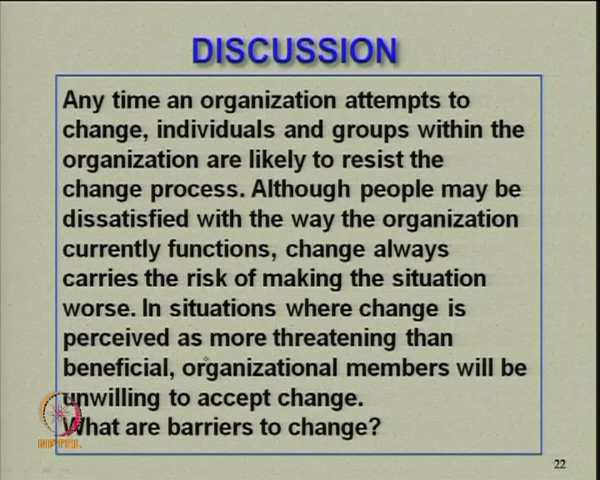 DISCUSSION
Any time an organization attempts to
change, individuals and groups within the
organization are likely to resist the
change process. Although people may be
dissatisfied with the way the organization
currently functions, change always
carries the risk of making the situation
worse. In situations where change is
perceived as more threatening than
beneficial, organizational members will be
unwilling to accept change.
What are barriers to change?
NPTEL
22